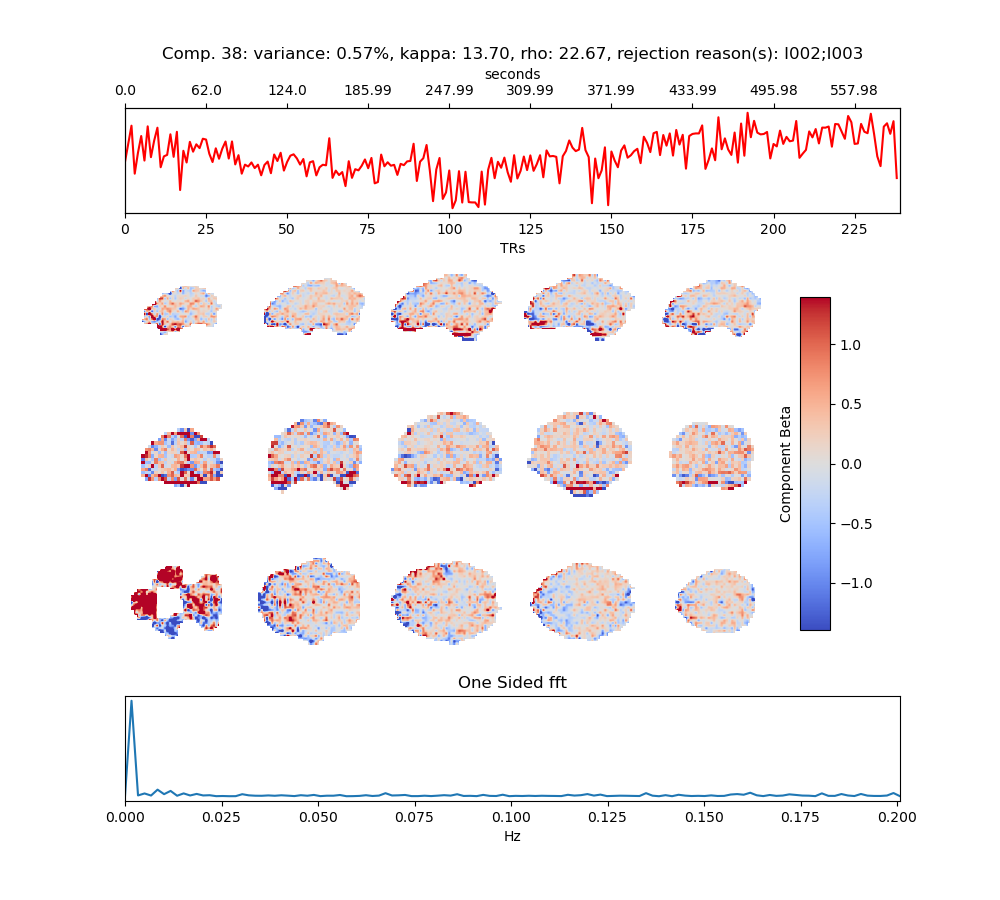 Comp. 38: variance: 0.57%, kappa: 13.70, rho: 22.67, rejection reason(s): I002;I003
seconds
0.0 62.0 124.0 185.99 247.99 309.99 371.99 433.99 495.98 557.98
0 25 50 75 100 125 150 175 200 225
TRs
1.0
0.5
0.0
−0.5
−1.0
Component Beta
One Sided fft
0.000 0.025 0.050 0.075 0.100 0.125 0.150 0.175 0.200
Hz